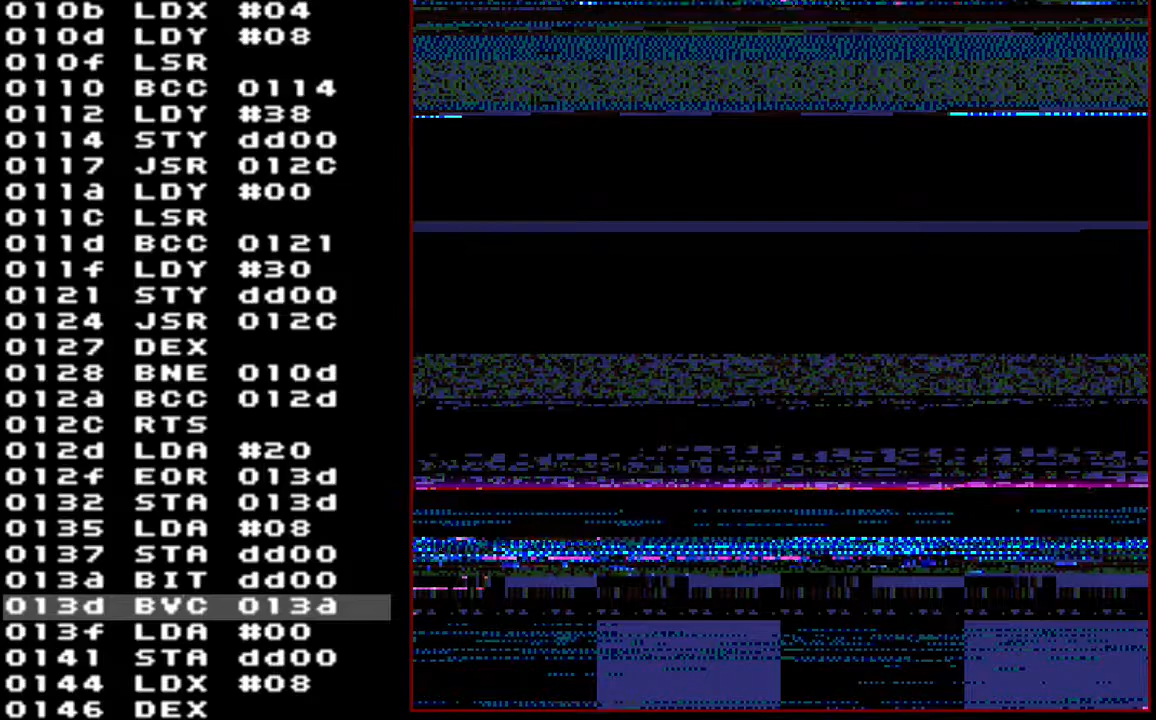 010b LDX #04
010d LDY #08
010f LSR
0110 BCC 0114
0112 LDY #38
0114 STY dd00
0117 JSR 012C
011a LDY #00
011C LSR
011d BCC 0121
011f LDY #30
0121 STY dd00
0124 JSR 012C
0127 DEX
0128 BNE 010d
012a BCC 012d
012C RTS
012d LDA #20
012f EOR 013d
0132 STA 013d
0135 LDA #08
0137 STA dd00
013a BIT dd00
013d BVC 013a
013f LDA #00
0141 STA dd00
0144 LDX #08
0146 DEX